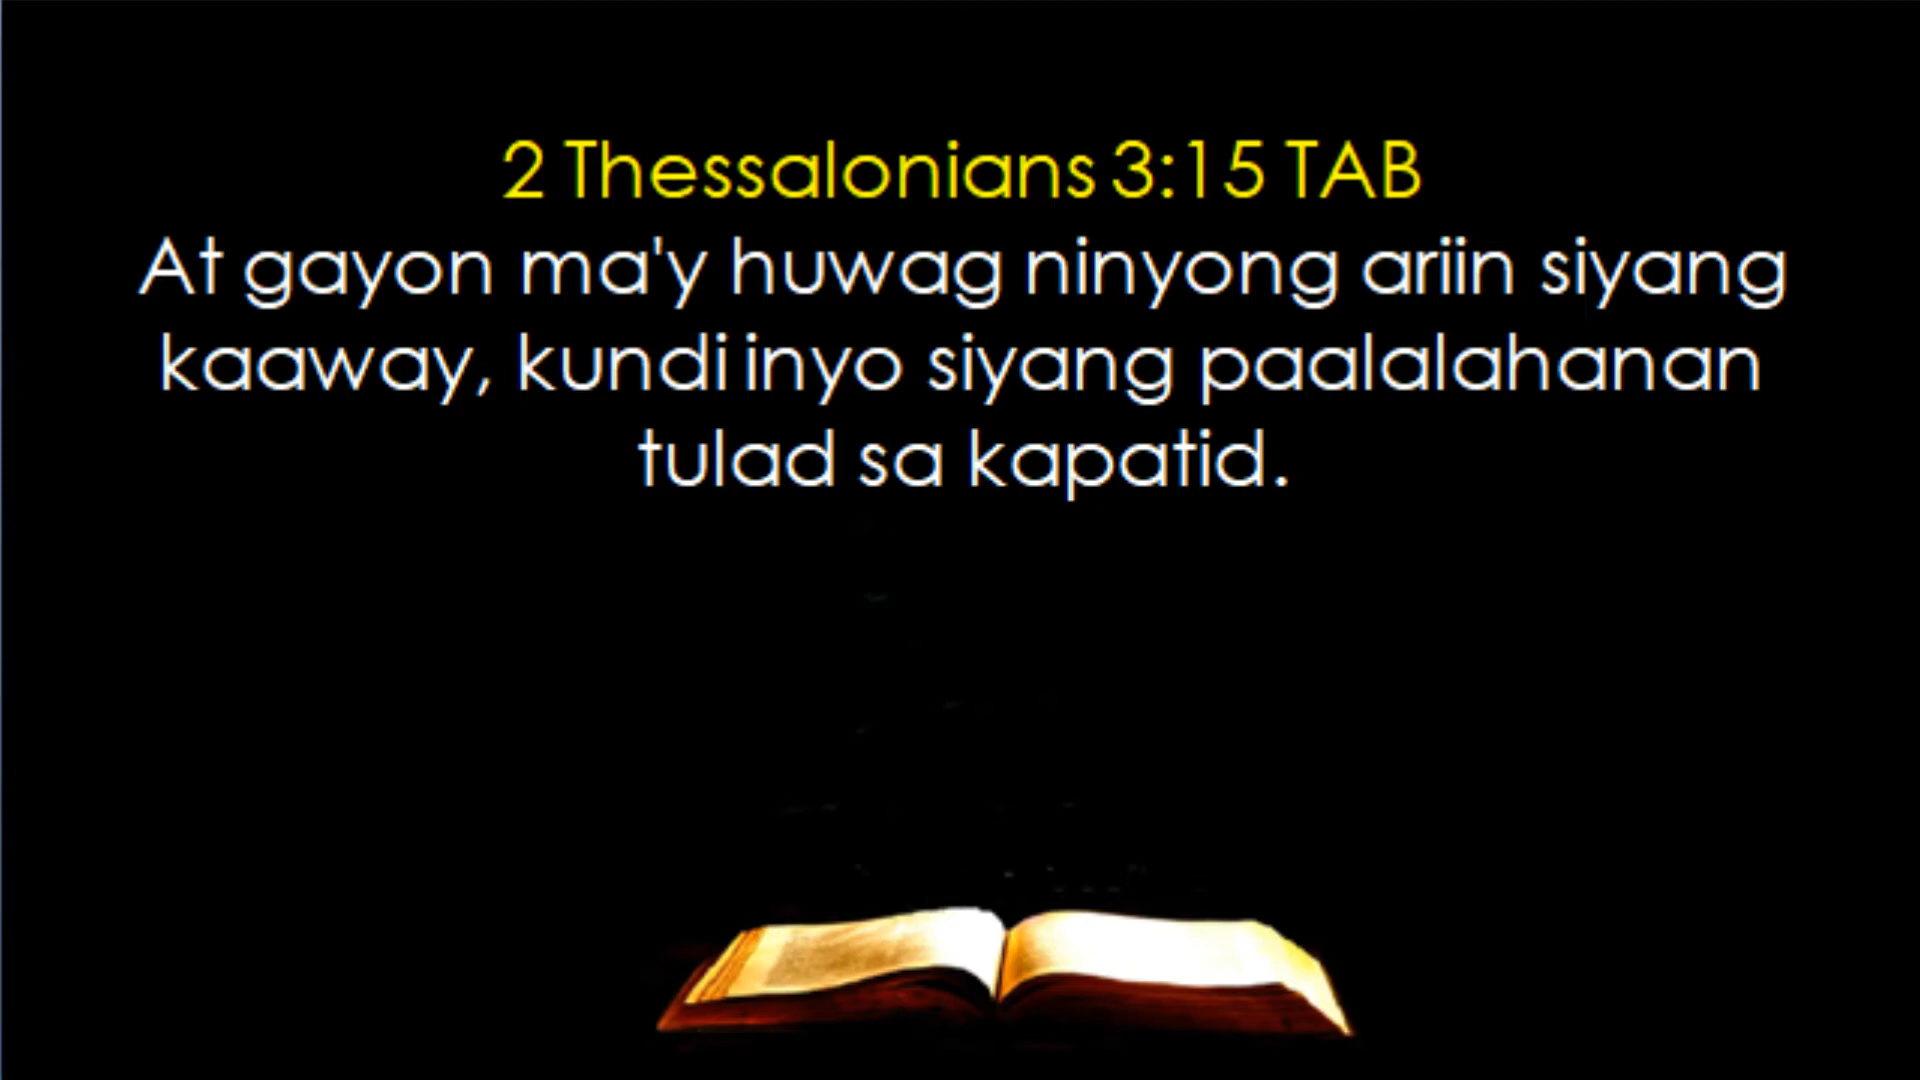 2 Thessalonians 3:15 TAB
At gayon ma'y huwag ninyong ariin siyang
kaaway, kundi inyo siyang paalalahanan
tulad sa kapatid.